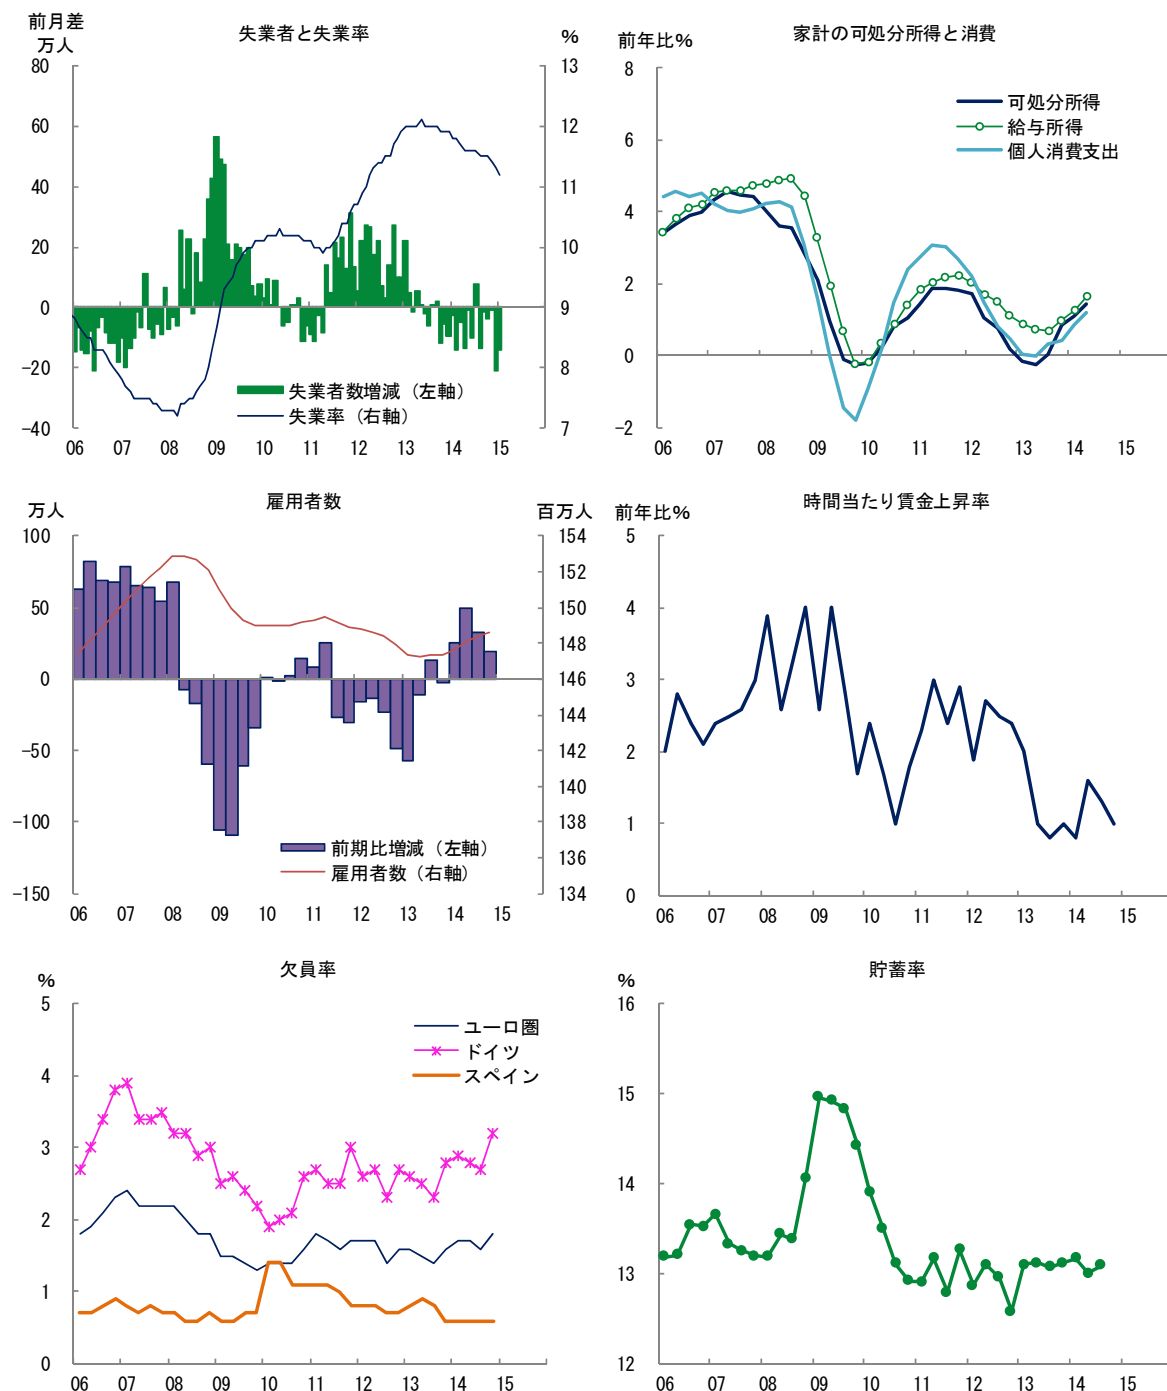 失業者と失業率
前月差
万人
%
80
60
40
20
0
-20
-40
13
12
11
10
9
8
7
失業者数増減（左軸）
失業率（右軸）
06 07 08 09 10 11 12 13 14 15
家計の可処分所得と消費
前年比%
8
6
4
2
0
-2
可処分所得
給与所得
個人消費支出
06 07 08 09 10 11 12 13 14 15
雇用者数
万人
百万人
100
50
0
-50
-100
-150
154
152
150
148
146
144
142
140
138
136
134
前期比増減（左軸）
雇用者数（右軸）
06 07 08 09 10 11 12 13 14 15
時間当たり賃金上昇率
前年比%
5
4
3
2
1
0
06 07 08 09 10 11 12 13 14 15
欠員率
%
5
4
3
2
1
0
ユーロ圏
ドイツ
スペイン
06 07 08 09 10 11 12 13 14 15
貯蓄率
%
16
15
14
13
12
06 07 08 09 10 11 12 13 14 15